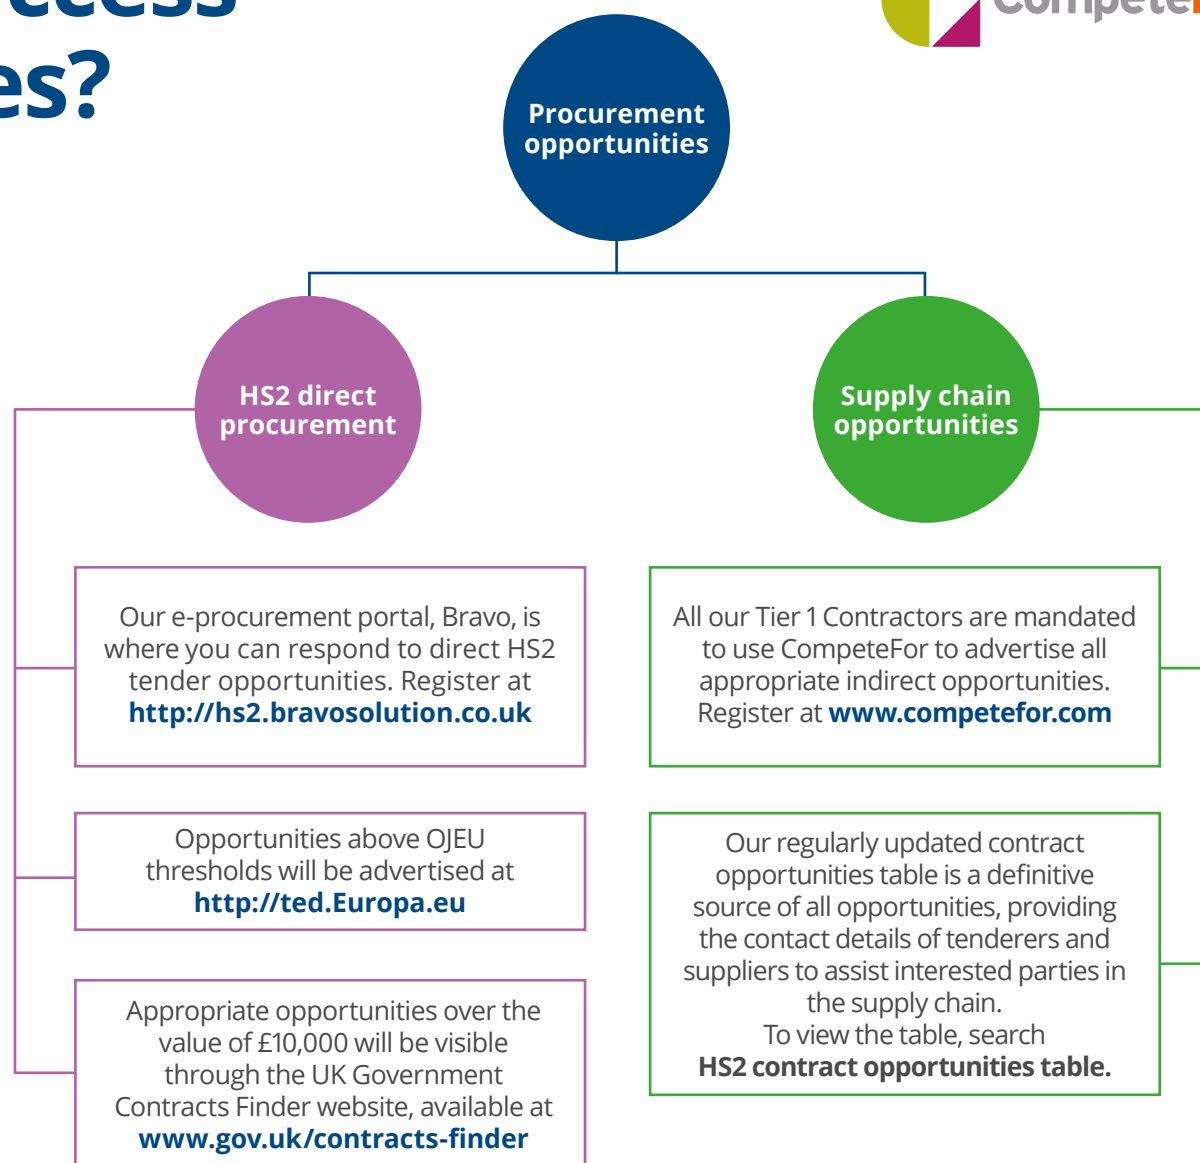 es?
Procurement
opportunities
HS2 direct
procurement
Our e-procurement portal, Bravo, is
where you can respond to direct HS2
tender opportunities. Register at
http://hs2.bravosolution.co.uk
Opportunities above OJEU
thresholds will be advertised at
http://ted.Europa.eu
Appropriate opportunities over the
value of £10,000 will be visible
through the UK Government
Contracts Finder website, available at
www.gov.uk/contracts-finder
Supply chain
opportunities
All our Tier 1 Contractors are mandated
to use CompeteFor to advertise all
appropriate indirect opportunities.
Register at www.competefor.com
Our regularly updated contract
opportunities table is a definitive
source of all opportunities, providing
the contact details of tenderers and
suppliers to assist interested parties in
the supply chain.
To view the table, search
HS2 contract opportunities table.